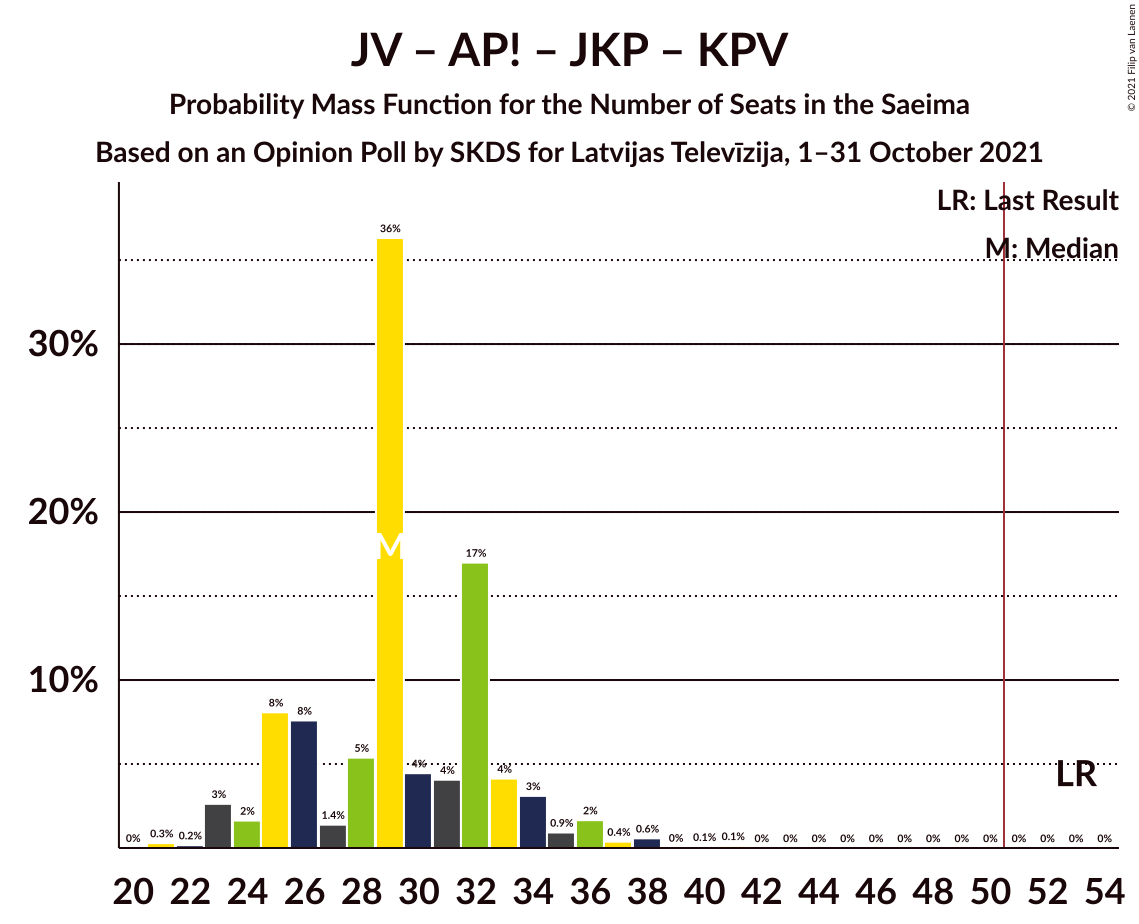 JV – AP! – JKP – KPV
Probability Mass Function for the Number of Seats in the Saeima
Based on an Opinion Poll by SKDS for Latvijas Televīzija, 1–31 October 2021
© 2021 Filip van Laenen
LR: Last Result
M: Median
30%
20%
10%
0% 0.3% 0.2% 3% 2% 8% 8% 1.4% 5% 36% 4% 4% 17% 4% 3% 0.9% 2% 0.4% 0.6% 0% 0.1% 0.1% 0% 0% 0% 0% 0% 0% 0% 0% 0% 0% 0% 0% 0%
M
LR
20 22 24 26 28 30 32 34 36 38 40 42 44 46 48 50 52 54